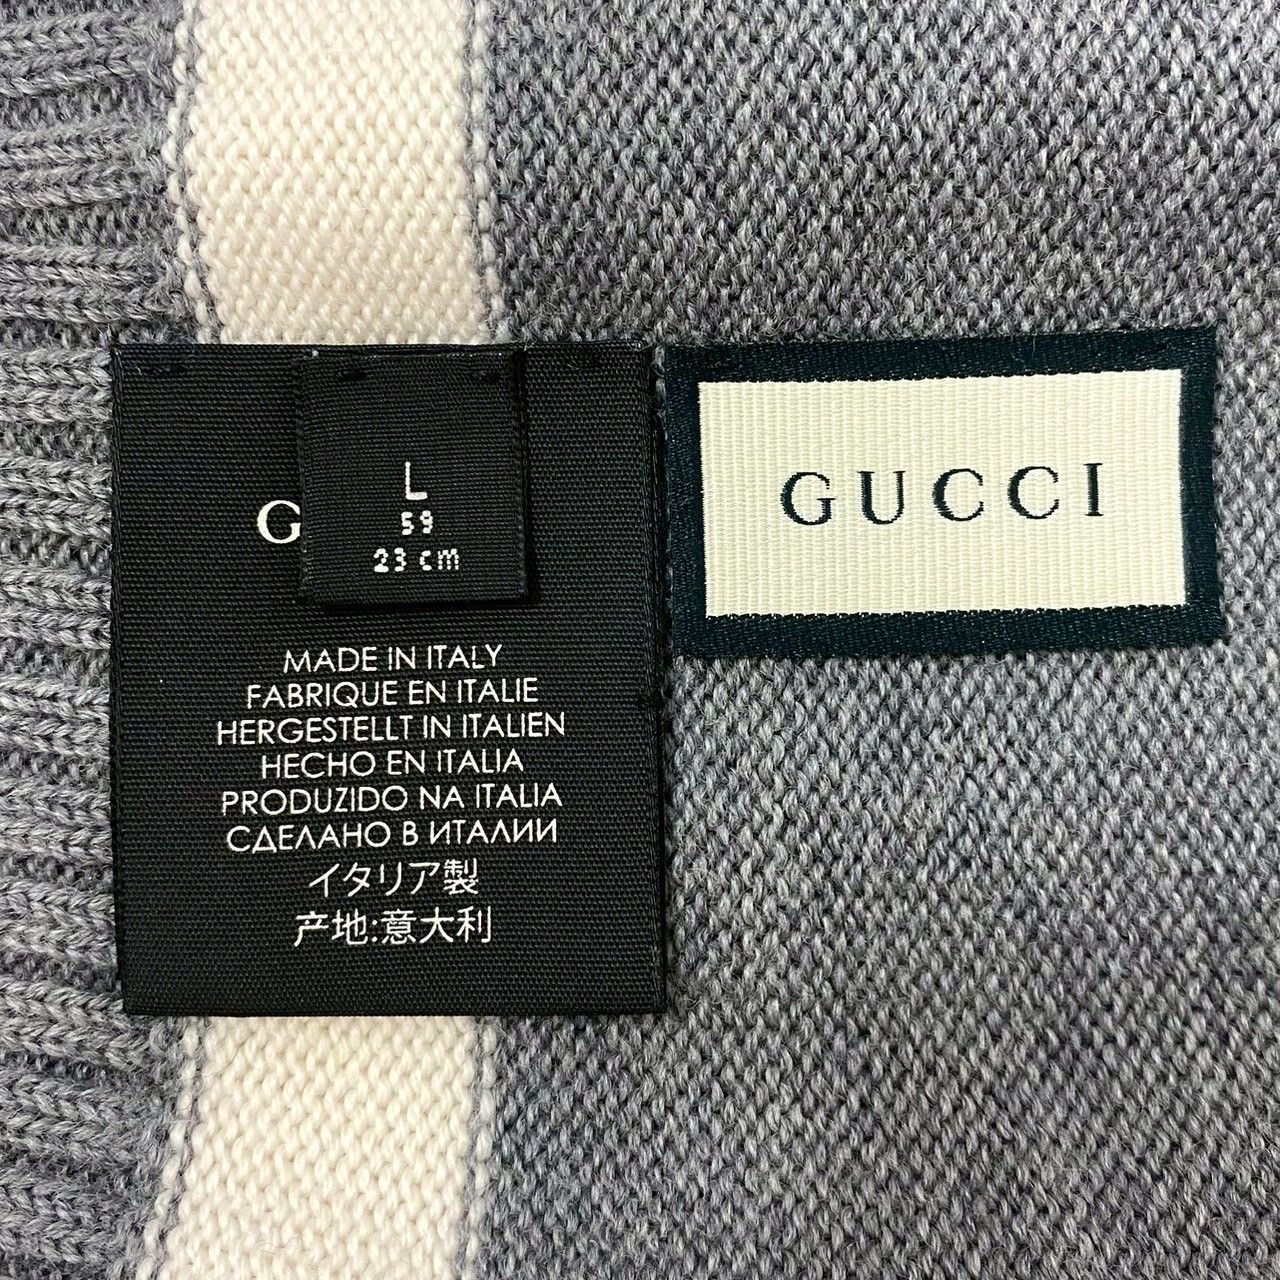 L
59
23 cm
G
MADE IN ITALY
FABRIQUE EN ITALIE
HERGESTELLT IN ITALIEN
HECHO EN ITALIA
PRODUZIDO NA ITALIA
СДЕЛАНО В ИТАЛИИ
イタリア製
产地:意大利
GUCCI